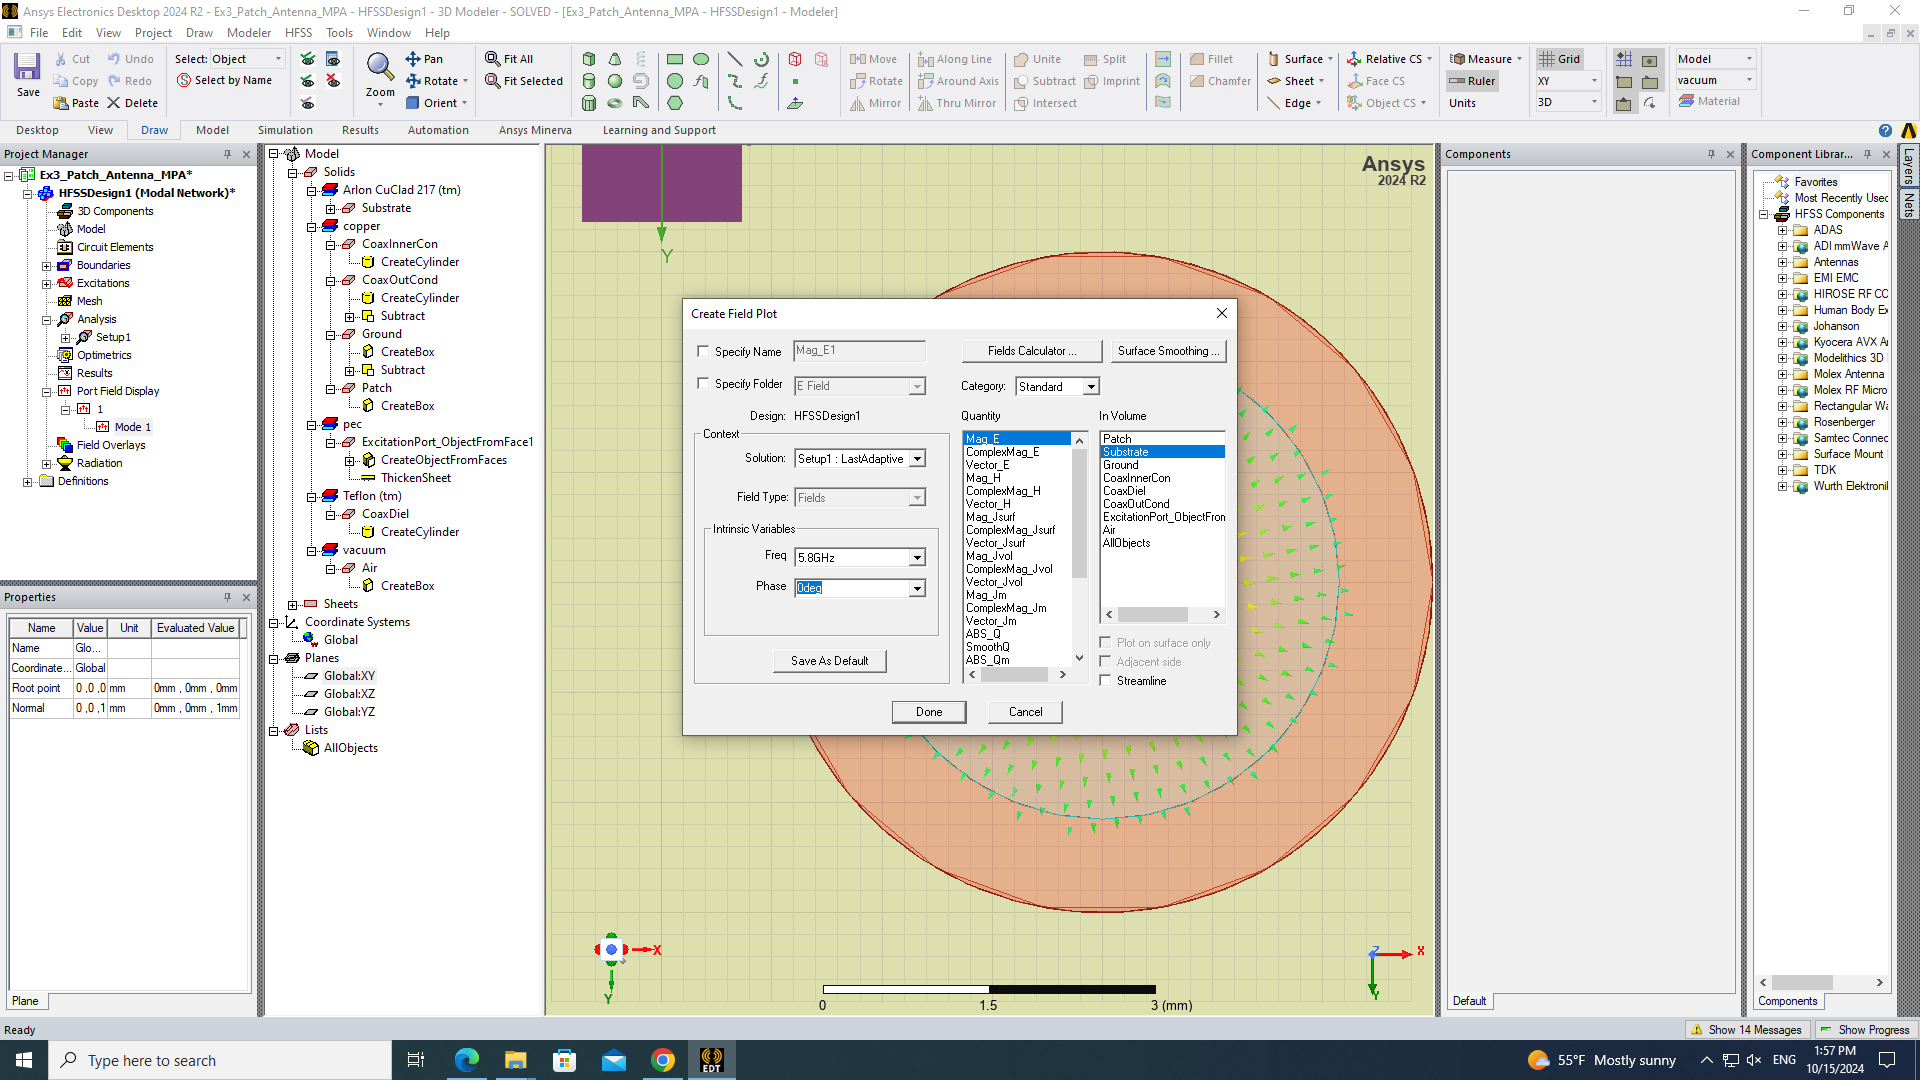 Ansys Electronics Desktop 2024 R2 - Ex3_Patch_Antenna_MPA - HFSSDesign1 - 3D Modeler - SOLVED - [Ex3_Patch_Antenna_MPA - HFSSDesign1 - Modeler]
File Edit View Project Draw Modeler HFSS Tools Window Help
Save
Cut
Copy
Paste
Undo
Redo
Delete
Select: Object
Select by Name
Zoom
Pan
Rotate
Orient
Fit All
Fit Selected
Move
Rotate
Mirror
Along Line
Around Axis
Thru Mirror
Unite
Subtract
Intersect
Split
Imprint
Fillet
Chamfer
Surface
Sheet
Edge
Relative CS
Face CS
Object CS
Measure
Ruler
Units
Grid
XY
3D
Model
vacuum
Material
Desktop View Draw Model Simulation Results Automation Ansys Minerva Learning and Support
Project Manager
Ex3_Patch_Antenna_MPA*
HFSSDesign1 (Modal Network)*
3D Components
Model
Circuit Elements
Boundaries
Excitations
Mesh
Analysis
Setup1
Optimetrics
Results
Port Field Display
1
Mode 1
Field Overlays
Radiation
Definitions
Properties
Name Value Unit Evaluated Value
Name Glo...
Coordinate... Global
Root point 0 ,0 ,0 mm 0mm , 0mm , 0mm
Normal 0 ,0 ,1 mm 0mm , 0mm , 1mm
Plane
Model
Solids
Arlon CuClad 217 (tm)
Substrate
copper
CoaxInnerCon
CreateCylinder
CoaxOutCond
CreateCylinder
Subtract
Ground
CreateBox
Subtract
Patch
CreateBox
pec
ExcitationPort_ObjectFromFace1
CreateObjectFromFaces
ThickenSheet
Teflon (tm)
CoaxDiel
CreateCylinder
vacuum
Air
CreateBox
Sheets
Coordinate Systems
Global
Planes
Global:XY
Global:XZ
Global:YZ
Lists
AllObjects
Y
Ansys
2024 R2
Create Field Plot
Specify Name Mag_E1
Specify Folder E Field
Design: HFSSDesign1
Context
Solution: Setup1 : LastAdaptive
Field Type: Fields
Intrinsic Variables
Freq 5.8GHz
Phase 0deg
Save As Default
Fields Calculator ...
Surface Smoothing ...
Category: Standard
Quantity
Mag_E
ComplexMag_E
Vector_E
Mag_H
ComplexMag_H
Vector_H
Mag_Jsurf
ComplexMag_Jsurf
Vector_Jsurf
Mag_Jvol
ComplexMag_Jvol
Vector_Jvol
Mag_Jm
ComplexMag_Jm
Vector_Jm
ABS_Q
SmoothQ
ABS_Qm
In Volume
Patch
Substrate
Ground
CoaxInnerCon
CoaxDiel
CoaxOutCond
ExcitationPort_ObjectFron
Air
AllObjects
Plot on surface only
Adjacent side
Streamline
Done
Cancel
X
Y
Z
X
Y
0 1.5 3 (mm)
Components
Default
Component Librar...
Favorites
Most Recently Used
HFSS Components
ADAS
ADI mmWave A
Antennas
EMI EMC
HIROSE RF CO
Human Body Ex
Johanson
Kyocera AVX A
Modelithics 3D
Molex Antenna
Molex RF Micro
Rectangular Wa
Rosenberger
Samtec Connec
Surface Mount
TDK
Wurth Elektroni
Components
Layers
Nets
Ready
Show 14 Messages
Show Progress
Type here to search
EDT
55°F Mostly sunny
ENG
1:57 PM
10/15/2024